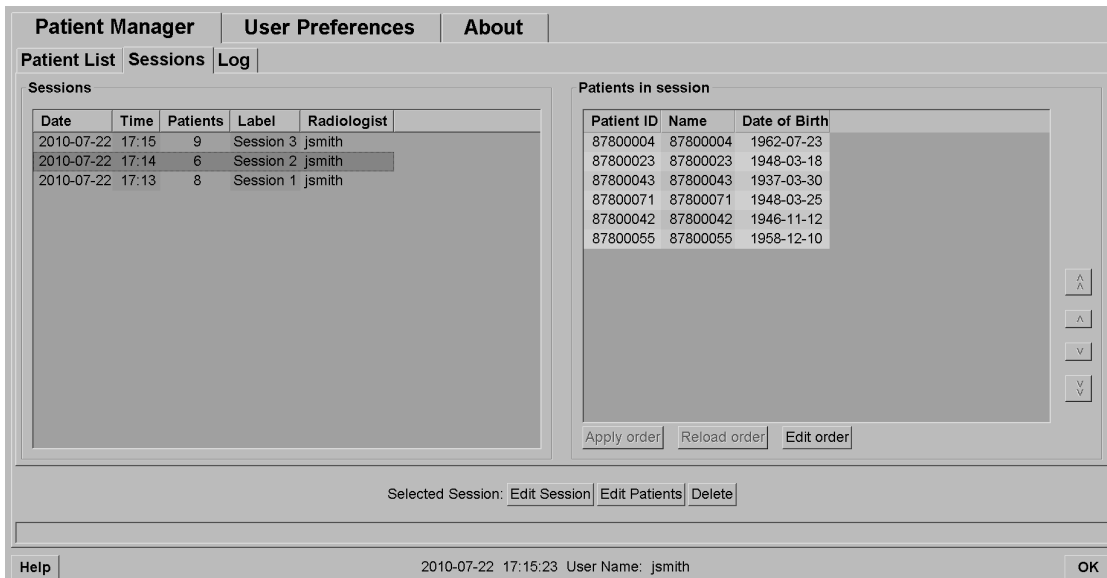 Patient Manager User Preferences About
Patient List Sessions Log
Sessions
Date Time Patients Label Radiologist
2010-07-22 17:15 9 Session 3 jsmith
2010-07-22 17:14 6 Session 2 jsmith
2010-07-22 17:13 8 Session 1 jsmith
Patients in session
Patient ID Name Date of Birth
87800004 87800004 1962-07-23
87800023 87800023 1948-03-18
87800043 87800043 1937-03-30
87800071 87800071 1948-03-25
87800042 87800042 1946-11-12
87800055 87800055 1958-12-10
Apply order Reload order Edit order
Selected Session: Edit Session Edit Patients Delete
Help 2010-07-22 17:15:23 User Name: jsmith OK